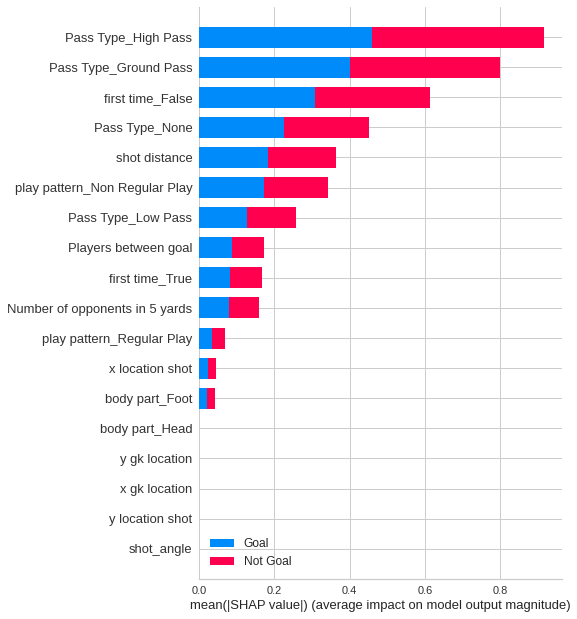 Pass Type_High Pass
Pass Type_Ground Pass
first time_False
Pass Type_None
shot distance
play pattern_Non Regular Play
Pass Type_Low Pass
Players between goal
first time_True
Number of opponents in 5 yards
play pattern_Regular Play
x location shot
body part_Foot
body part_Head
y gk location
x gk location
y location shot
shot_angle
Goal
Not Goal
0.0 0.2 0.4 0.6 0.8
mean(|SHAP value|) (average impact on model output magnitude)